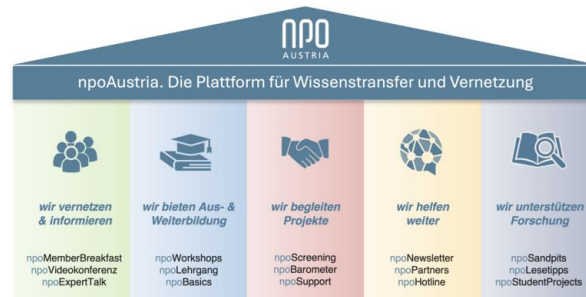 npo
AUSTRIA
npoAustria. Die Plattform für Wissenstransfer und Vernetzung
wir vernetzen
& informieren
npoMemberBreakfast
npoVideokonferenz
npoExpertTalk
wir bieten Aus- &
Weiterbildung
npoWorkshops
npoLehrgang
npoBasics
wir begleiten
Projekte
npoScreening
npoBarometer
npoSupport
wir helfen
weiter
npoNewsletter
npoPartners
npoHotline
wir unterstützen
Forschung
npoSandpits
npoLesetipps
npoStudentProjects